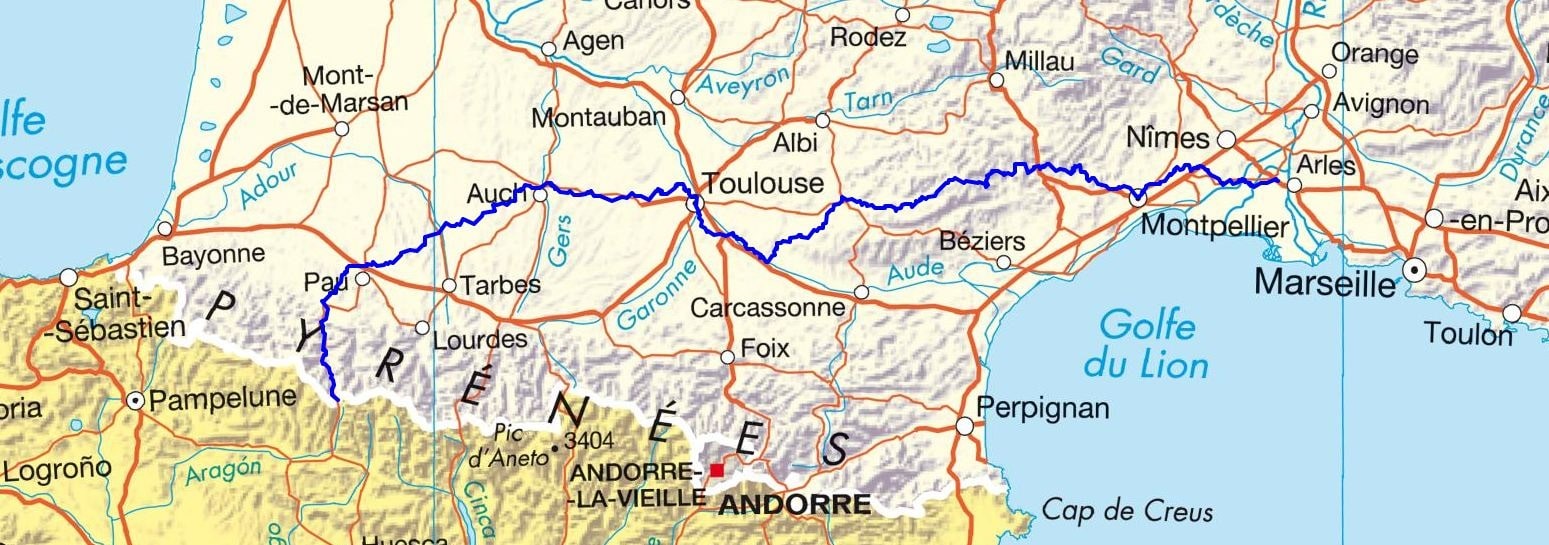 Cahors
Agen
Rodez
Ardèche
Mont-
-de-Marsan
Aveyron
Millau
Gard
Orange
lfe
scogne
Montauban
Tarn
Albi
Nîmes
Avignon
Durance
Adour
Auch
Toulouse
Arles
Aix
-en-Pro
Bayonne
Gers
Béziers
Montpellier
Pau
Tarbes
Garonne
Aude
Marseille
Saint-
-Sébastien
Carcassonne
Lourdes
Foix
Golfe
du Lion
Toulon
PYRÉNÉES
Pampelune
oria
Perpignan
Pic
d'Aneto
3404
Logroño
Aragón
Cinca
ANDORRE-
-LA-VIEILLE
ANDORRE
Cap de Creus
Huesca